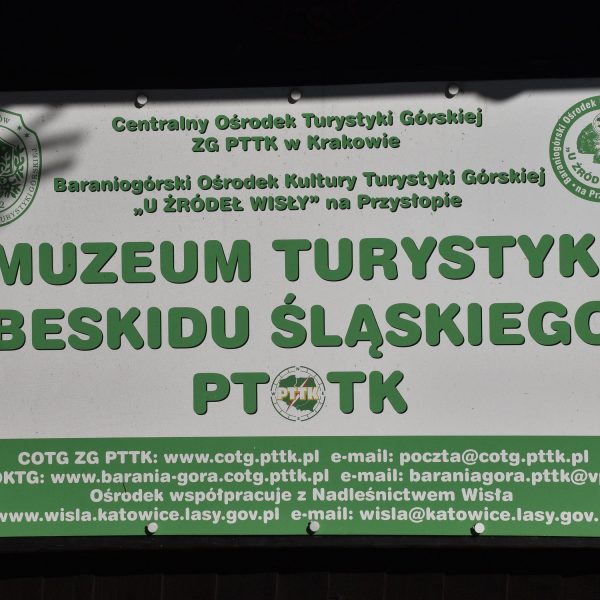 Centralny Ośrodek Turystyki Górskiej
ZG PTTK w Krakowie
Baraniogórski Ośrodek Kultury Turystyki Górskiej
„U ŹRÓDEŁ WISŁY” na Przysłopie
MUZEUM TURYSTYK
BESKIDU ŚLĄSKIEGO
PT PTTK TK
COTG ZG PTTK: www.cotg.pttk.pl e-mail: poczta@cotg.pttk.pl
OKTG: www.barania-gora.cotg.pttk.pl e-mail: baraniagora.pttk@vp
Ośrodek współpracuje z Nadleśnictwem Wisła
www.wisla.katowice.lasy.gov.pl e-mail: wisla@katowice.lasy.gov.